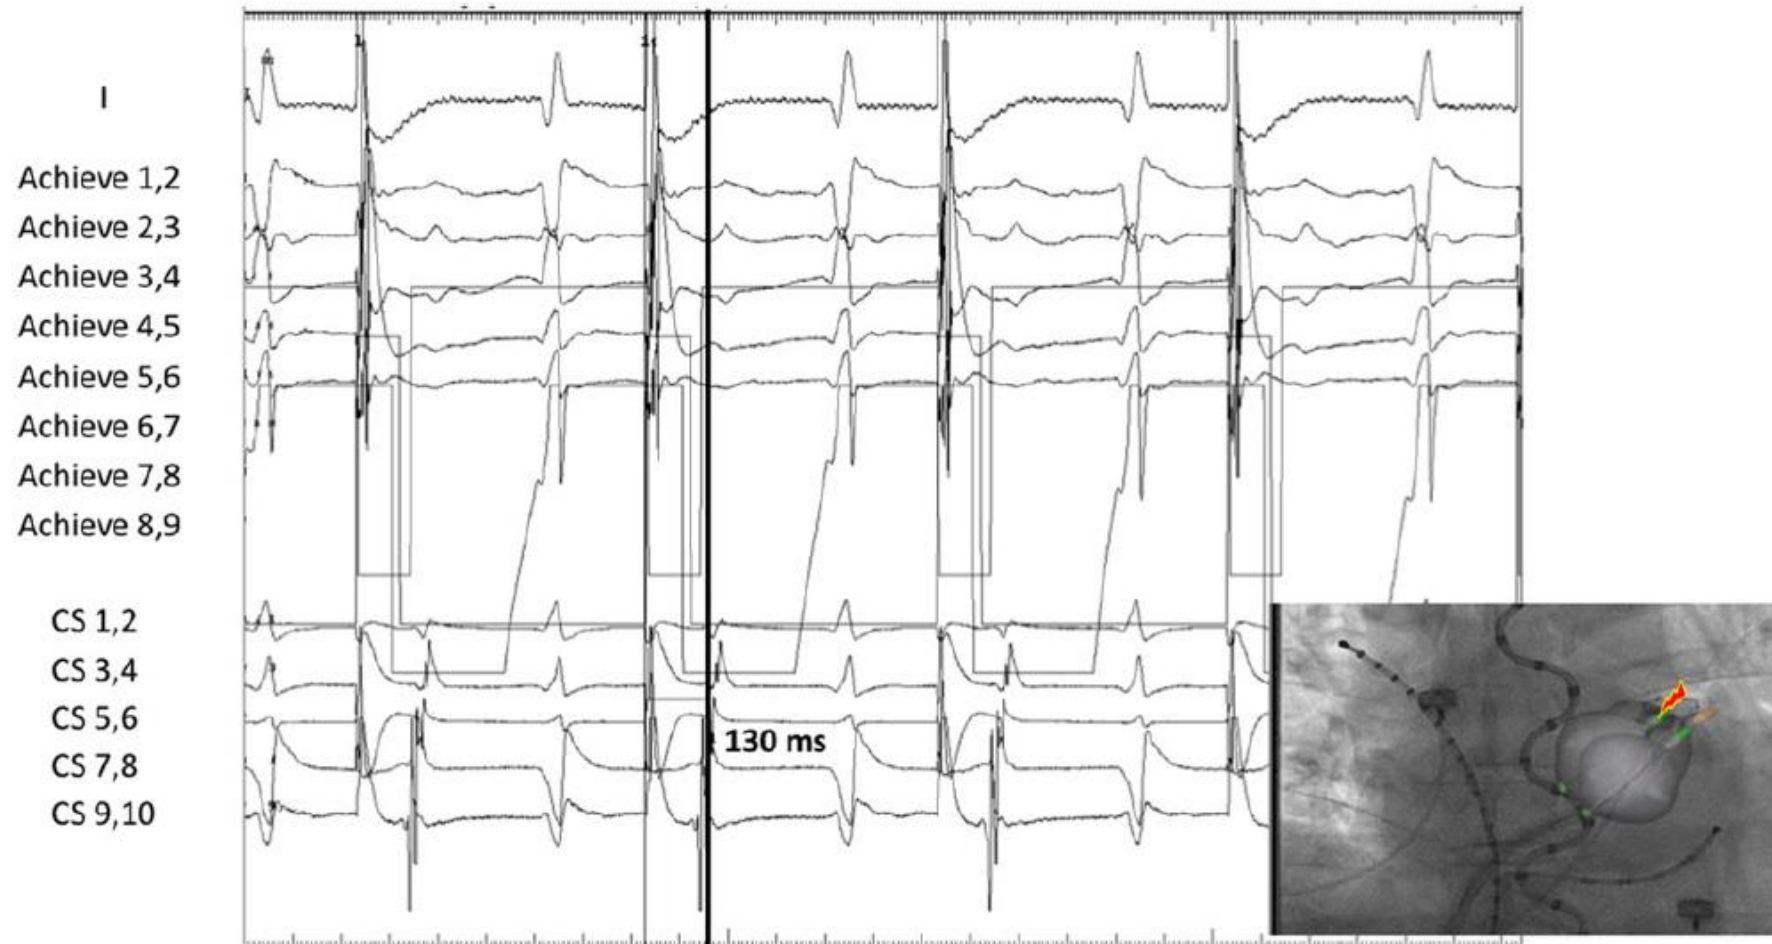 I
Achieve 1,2
Achieve 2,3
Achieve 3,4
Achieve 4,5
Achieve 5,6
Achieve 6,7
Achieve 7,8
Achieve 8,9
CS 1,2
CS 3,4
CS 5,6
130 ms
CS 7,8
CS 9,10